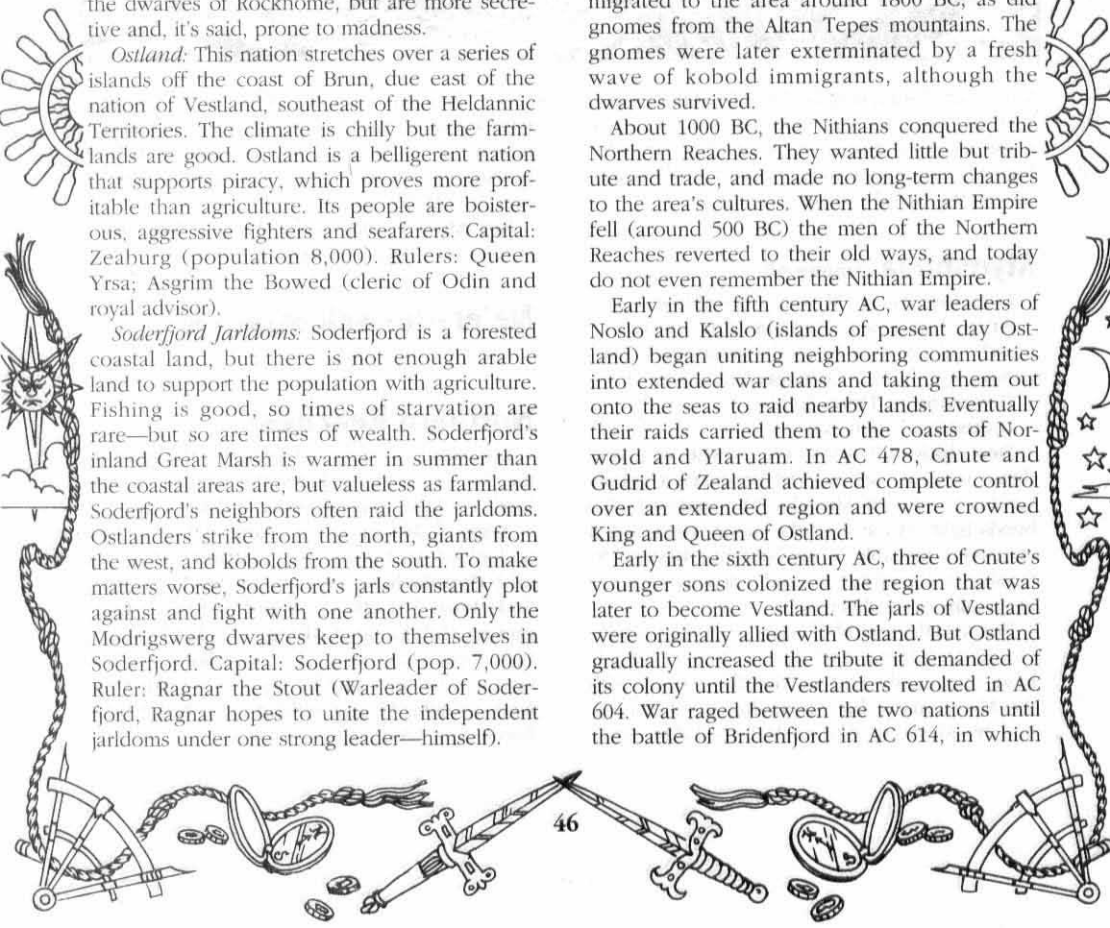 the dwarves of Rockhome, but are more secre-
tive and, it's said, prone to madness.
Ostland: This nation stretches over a series of
islands off the coast of Brun, due east of the
nation of Vestland, southeast of the Heldannic
Territories. The climate is chilly but the farm-
lands are good. Ostland is a belligerent nation
that supports piracy, which proves more prof-
itable than agriculture. Its people are boister-
ous, aggressive fighters and seafarers. Capital:
Zeaburg (population 8,000). Rulers: Queen
Yrsa; Asgrim the Bowed (cleric of Odin and
royal advisor).
Soderfjord Jarldoms: Soderfjord is a forested
coastal land, but there is not enough arable
land to support the population with agriculture.
Fishing is good, so times of starvation are
rare—but so are times of wealth. Soderfjord's
inland Great Marsh is warmer in summer than
the coastal areas are, but valueless as farmland.
Soderfjord's neighbors often raid the jarldoms.
Ostlanders strike from the north, giants from
the west, and kobolds from the south. To make
matters worse, Soderfjord's jarls constantly plot
against and fight with one another. Only the
Modrigswerg dwarves keep to themselves in
Soderfjord. Capital: Soderfjord (pop. 7,000).
Ruler: Ragnar the Stout (Warleader of Soder-
fjord, Ragnar hopes to unite the independent
jarldoms under one strong leader—himself).
migrated to the area around 1800 BC, as did
gnomes from the Altan Tepes mountains. The
gnomes were later exterminated by a fresh
wave of kobold immigrants, although the
dwarves survived.
About 1000 BC, the Nithians conquered the
Northern Reaches. They wanted little but trib-
ute and trade, and made no long-term changes
to the area's cultures. When the Nithian Empire
fell (around 500 BC) the men of the Northern
Reaches reverted to their old ways, and today
do not even remember the Nithian Empire.
Early in the fifth century AC, war leaders of
Noslo and Kalslo (islands of present day Ost-
land) began uniting neighboring communities
into extended war clans and taking them out
onto the seas to raid nearby lands. Eventually
their raids carried them to the coasts of Nor-
wold and Ylaruam. In AC 478, Cnute and
Gudrid of Zealand achieved complete control
over an extended region and were crowned
King and Queen of Ostland.
Early in the sixth century AC, three of Cnute's
younger sons colonized the region that was
later to become Vestland. The jarls of Vestland
were originally allied with Ostland. But Ostland
gradually increased the tribute it demanded of
its colony until the Vestlanders revolted in AC
604. War raged between the two nations until
the battle of Bridenfjord in AC 614, in which
46